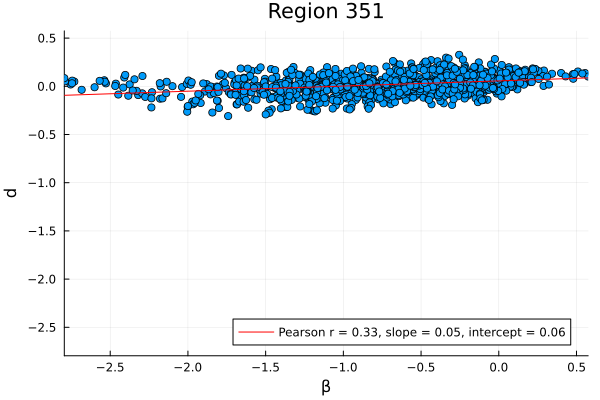 Region 351
0.5
0.0
−0.5
−1.0
−1.5
−2.0
−2.5
d
Pearson r = 0.33, slope = 0.05, intercept = 0.06
−2.5 −2.0 −1.5 −1.0 −0.5 0.0 0.5
β